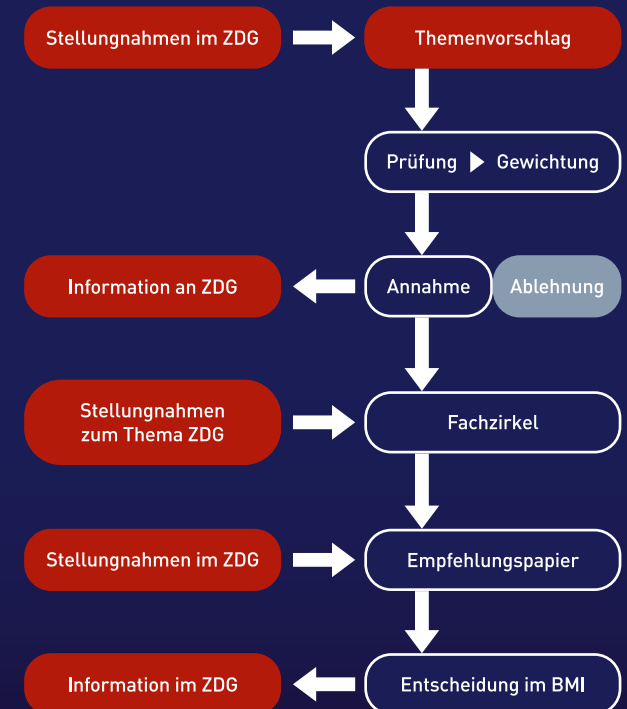 Stellungnahmen im ZDG
Themenvorschlag
Prüfung ▶ Gewichtung
Information an ZDG
Annahme
Ablehnung
Stellungnahmen
zum Thema ZDG
Fachzirkel
Stellungnahmen im ZDG
Empfehlungspapier
Information im ZDG
Entscheidung im BMI